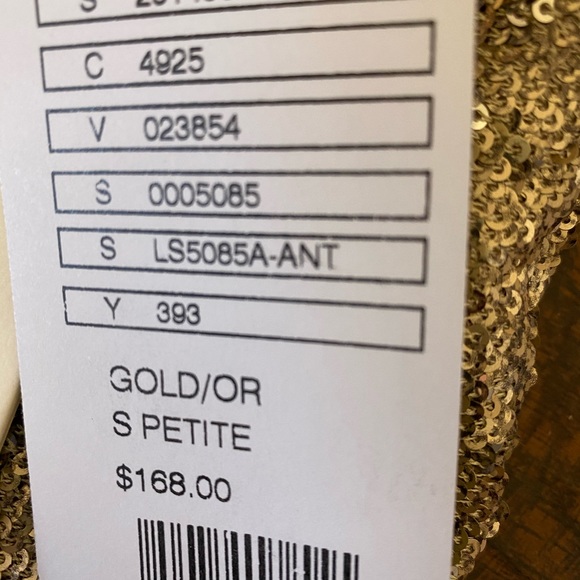 S
C 4925
V 023854
S 0005085
S LS5085A-ANT
Y 393
GOLD/OR
S PETITE
$168.00